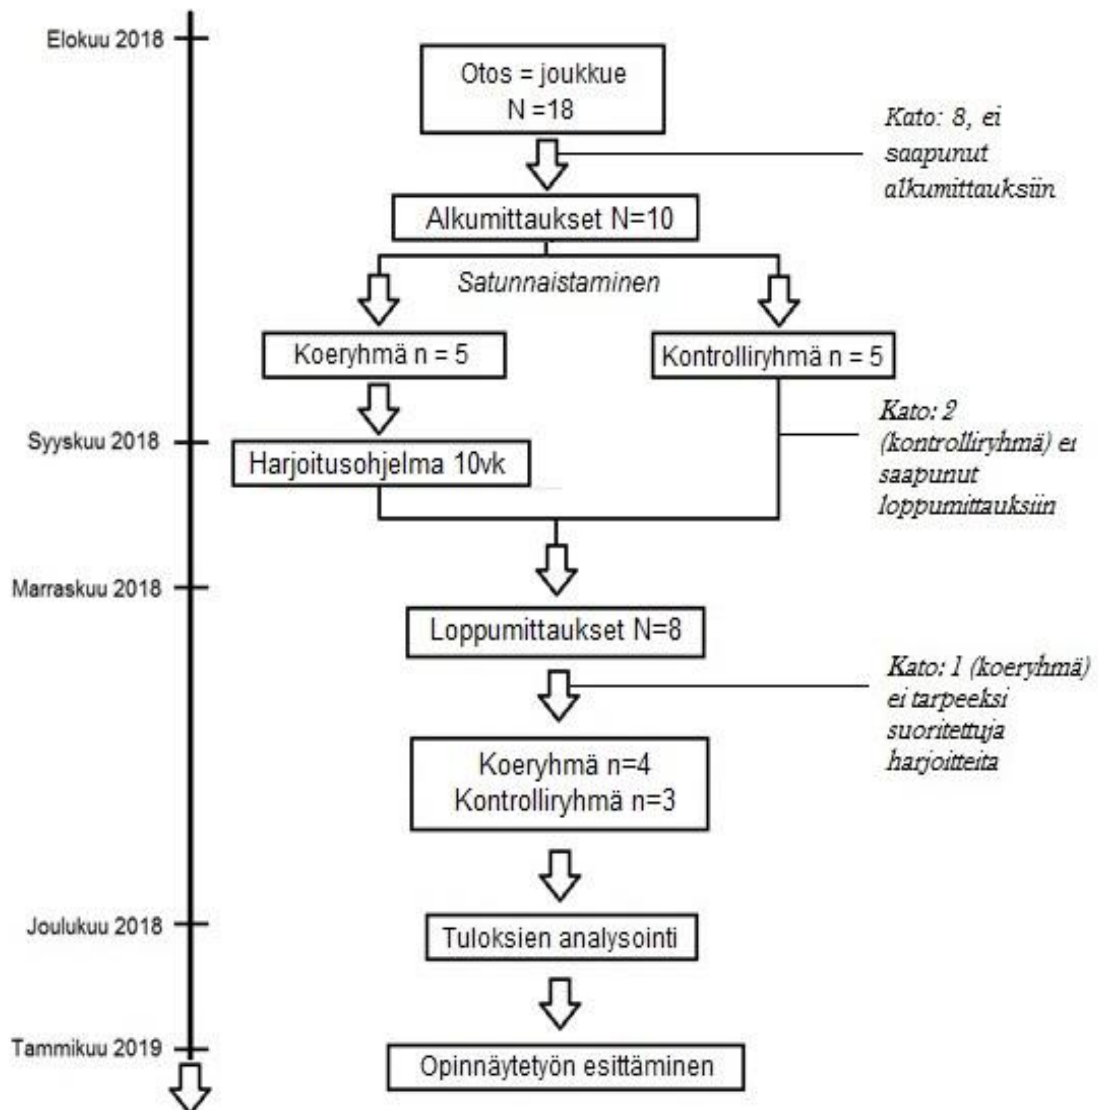 Elokuu 2018
Otos = joukkue
N =18
Kato: 8, ei
saapunut
alkumittauksiin
Alkumittaukset N=10
Satunnaistaminen
Koeryhmä n = 5
Kontrolliryhmä n = 5
Kato: 2
(kontrolliryhmä) ei
saapunut
loppumittauksiin
Syyskuu 2018
Harjoitusohjelma 10vk
Marraskuu 2018
Loppumittaukset N=8
Kato: 1 (koeryhmä)
ei tarpeeksi
suoritettuja
harjoitteita
Koeryhmä n=4
Kontrolliryhmä n=3
Joulukuu 2018
Tuloksien analysointi
Tammikuu 2019
Opinnäytetyön esittäminen